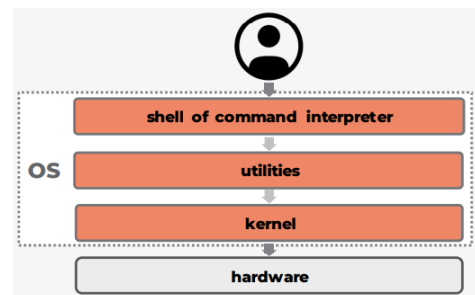 shell of command interpreter
OS
utilities
kernel
hardware